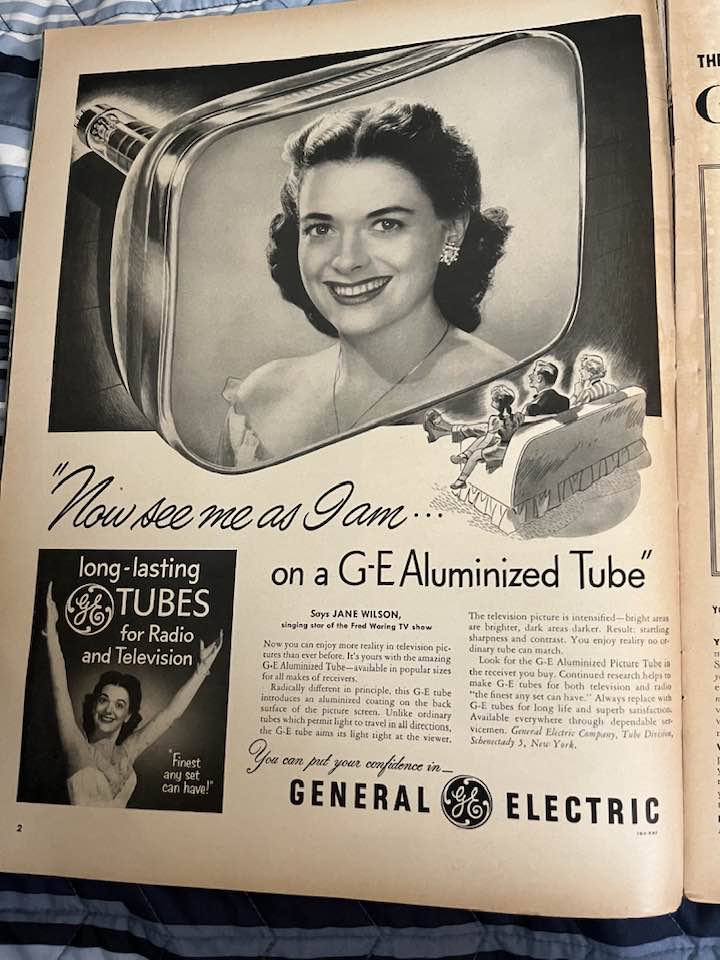 "Now see me as I am...
on a G-E Aluminized Tube"
long-lasting
GE TUBES
for Radio
and Television
"Finest
any set
can have!"
Says JANE WILSON,
singing star of the Fred Waring TV show
Now you can enjoy more reality in television pic-
tures than ever before. It's yours with the amazing
G-E Aluminized Tube—available in popular sizes
for all makes of receivers.
Radically different in principle, this G-E tube
introduces an aluminized coating on the back
surface of the picture screen. Unlike ordinary
tubes which permit light to travel in all directions,
the G-E tube aims its light right at the viewer.
The television picture is intensified—bright areas
are brighter, dark areas darker. Result: startling
sharpness and contrast. You enjoy reality no or-
dinary tube can match.
Look for the G-E Aluminized Picture Tube in
the receiver you buy. Continued research helps to
make G-E tubes for both television and radio
"the finest any set can have." Always replace with
G-E tubes for long life and superb satisfaction.
Available everywhere through dependable ser-
vicemen. General Electric Company, Tube Division,
Schenectady 5, New York.
You can put your confidence in—
GENERAL GE ELECTRIC
2